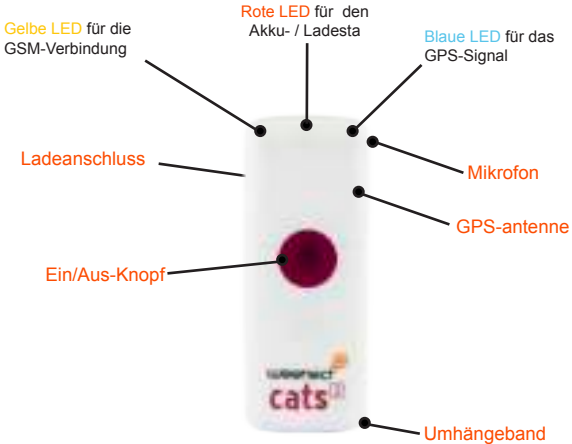 Rote LED für den
Akku- / Ladesta
Gelbe LED für die
GSM-Verbindung
Blaue LED für das
GPS-Signal
Ladeanschluss
Mikrofon
GPS-antenne
Ein/Aus-Knopf
weenect
cats
Umhängeband